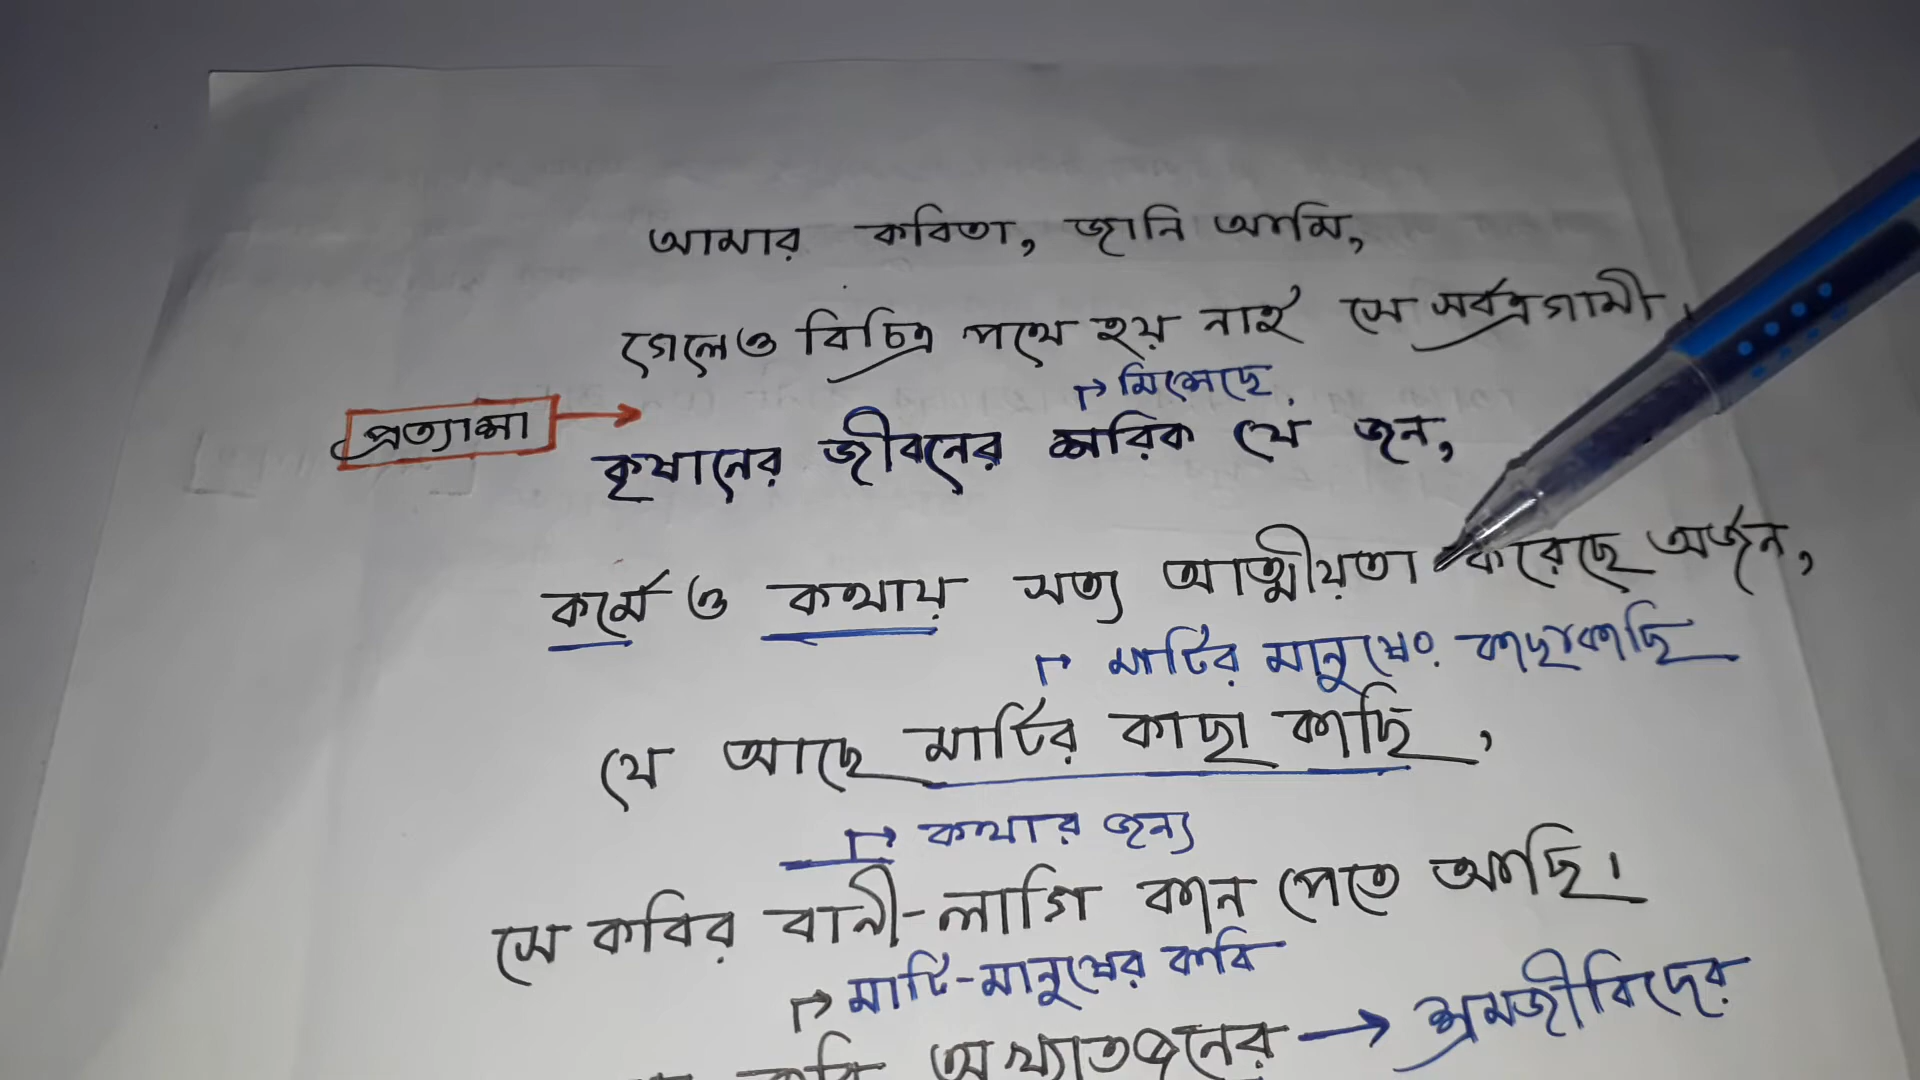 আমার কবিতা, জানি আমি,
গেলেও বিচিত্র পথে হয় নাই সে সর্বত্রগামী।
→ মিলেছে
প্রত্যাশা → কৃষানের জীবনের শরিক যে জন,
কর্মে ও কথায় সত্য আত্মীয়তা করেছে অর্জন,
→ মাটির মানুষের কাছাকাছি
যে আছে মাটির কাছা কাছি,
→ কথার জন্য
সে কবির বানী-লাগি কান পেতে আছি।
→ মাটি-মানুষের কবি
কবি অখ্যাতজনের → শ্রমজীবিদের